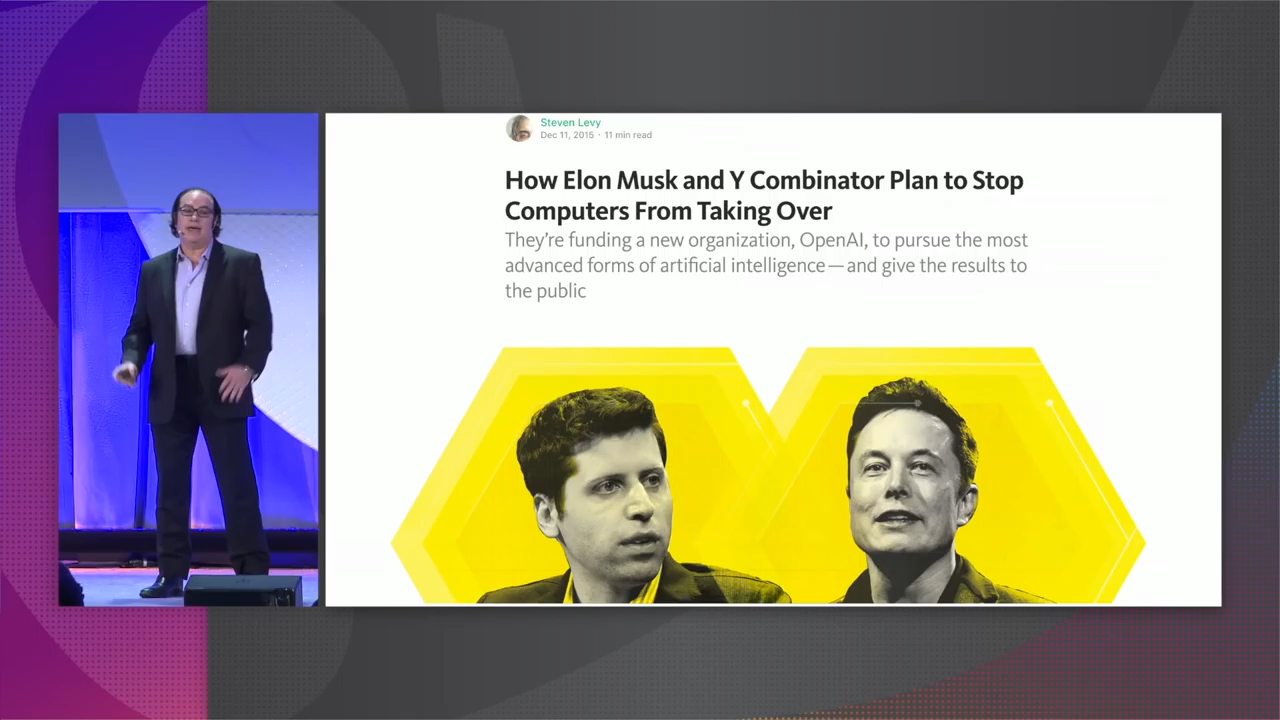 Steven Levy
Dec 11, 2015 · 11 min read
How Elon Musk and Y Combinator Plan to Stop
Computers From Taking Over
They're funding a new organization, OpenAI, to pursue the most
advanced forms of artificial intelligence — and give the results to
the public